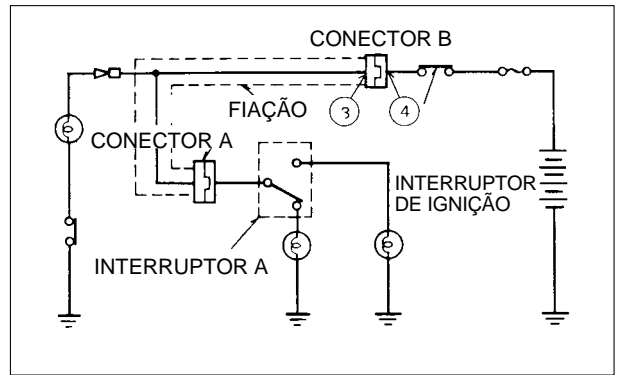 CONECTOR B
FIAÇÃO
3
4
CONECTOR A
INTERRUPTOR
DE IGNIÇÃO
INTERRUPTOR A